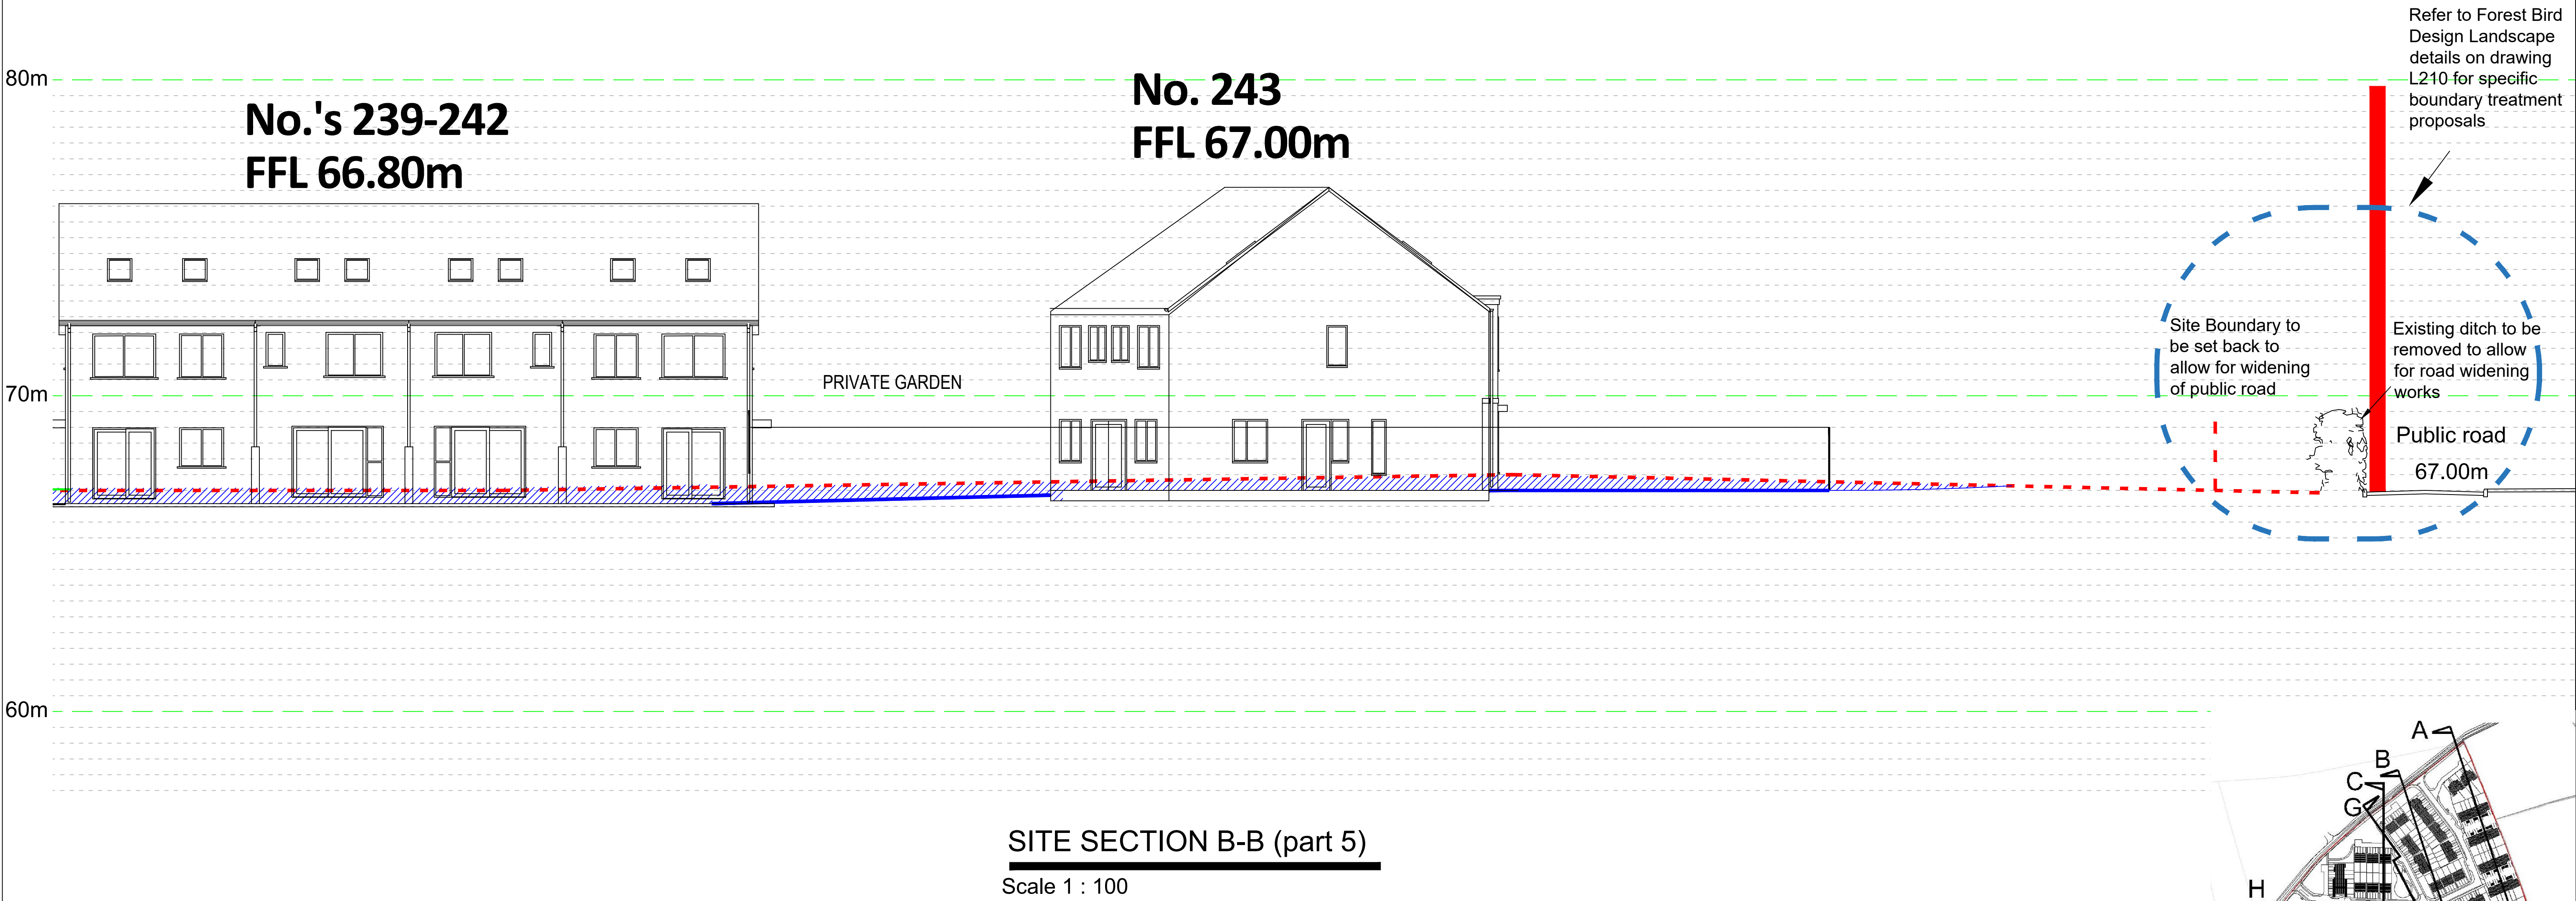 Refer to Forest Bird
Design Landscape
details on drawing
L210 for specific
boundary treatment
proposals
80m
No.'s 239-242
FFL 66.80m
No. 243
FFL 67.00m
Site Boundary to
be set back to
allow for widening
of public road
Existing ditch to be
removed to allow
for road widening
works
70m
PRIVATE GARDEN
Public road
67.00m
60m
A
B
C
G
H
SITE SECTION B-B (part 5)
Scale 1 : 100